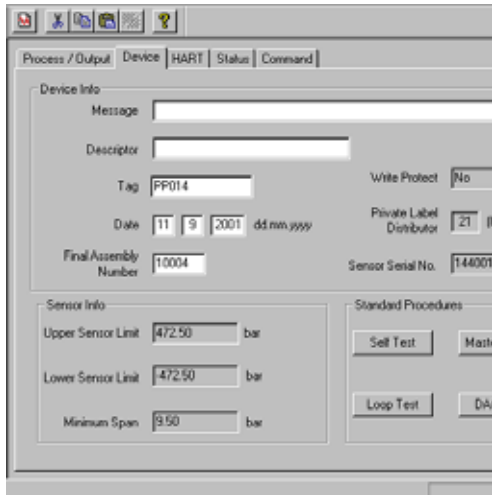 Process / Output Device HART Status Command
Device Info
Message
Descriptor
Tag PP014 Write Protect No
Date 11 9 2001 dd.mm.yyyy Private Label Distributor 21
Final Assembly Number 10004 Sensor Serial No. 144001
Sensor Info Standard Procedures
Upper Sensor Limit 472.50 bar Self Test
Lower Sensor Limit -472.50 bar
Minimum Span 9.50 bar Loop Test